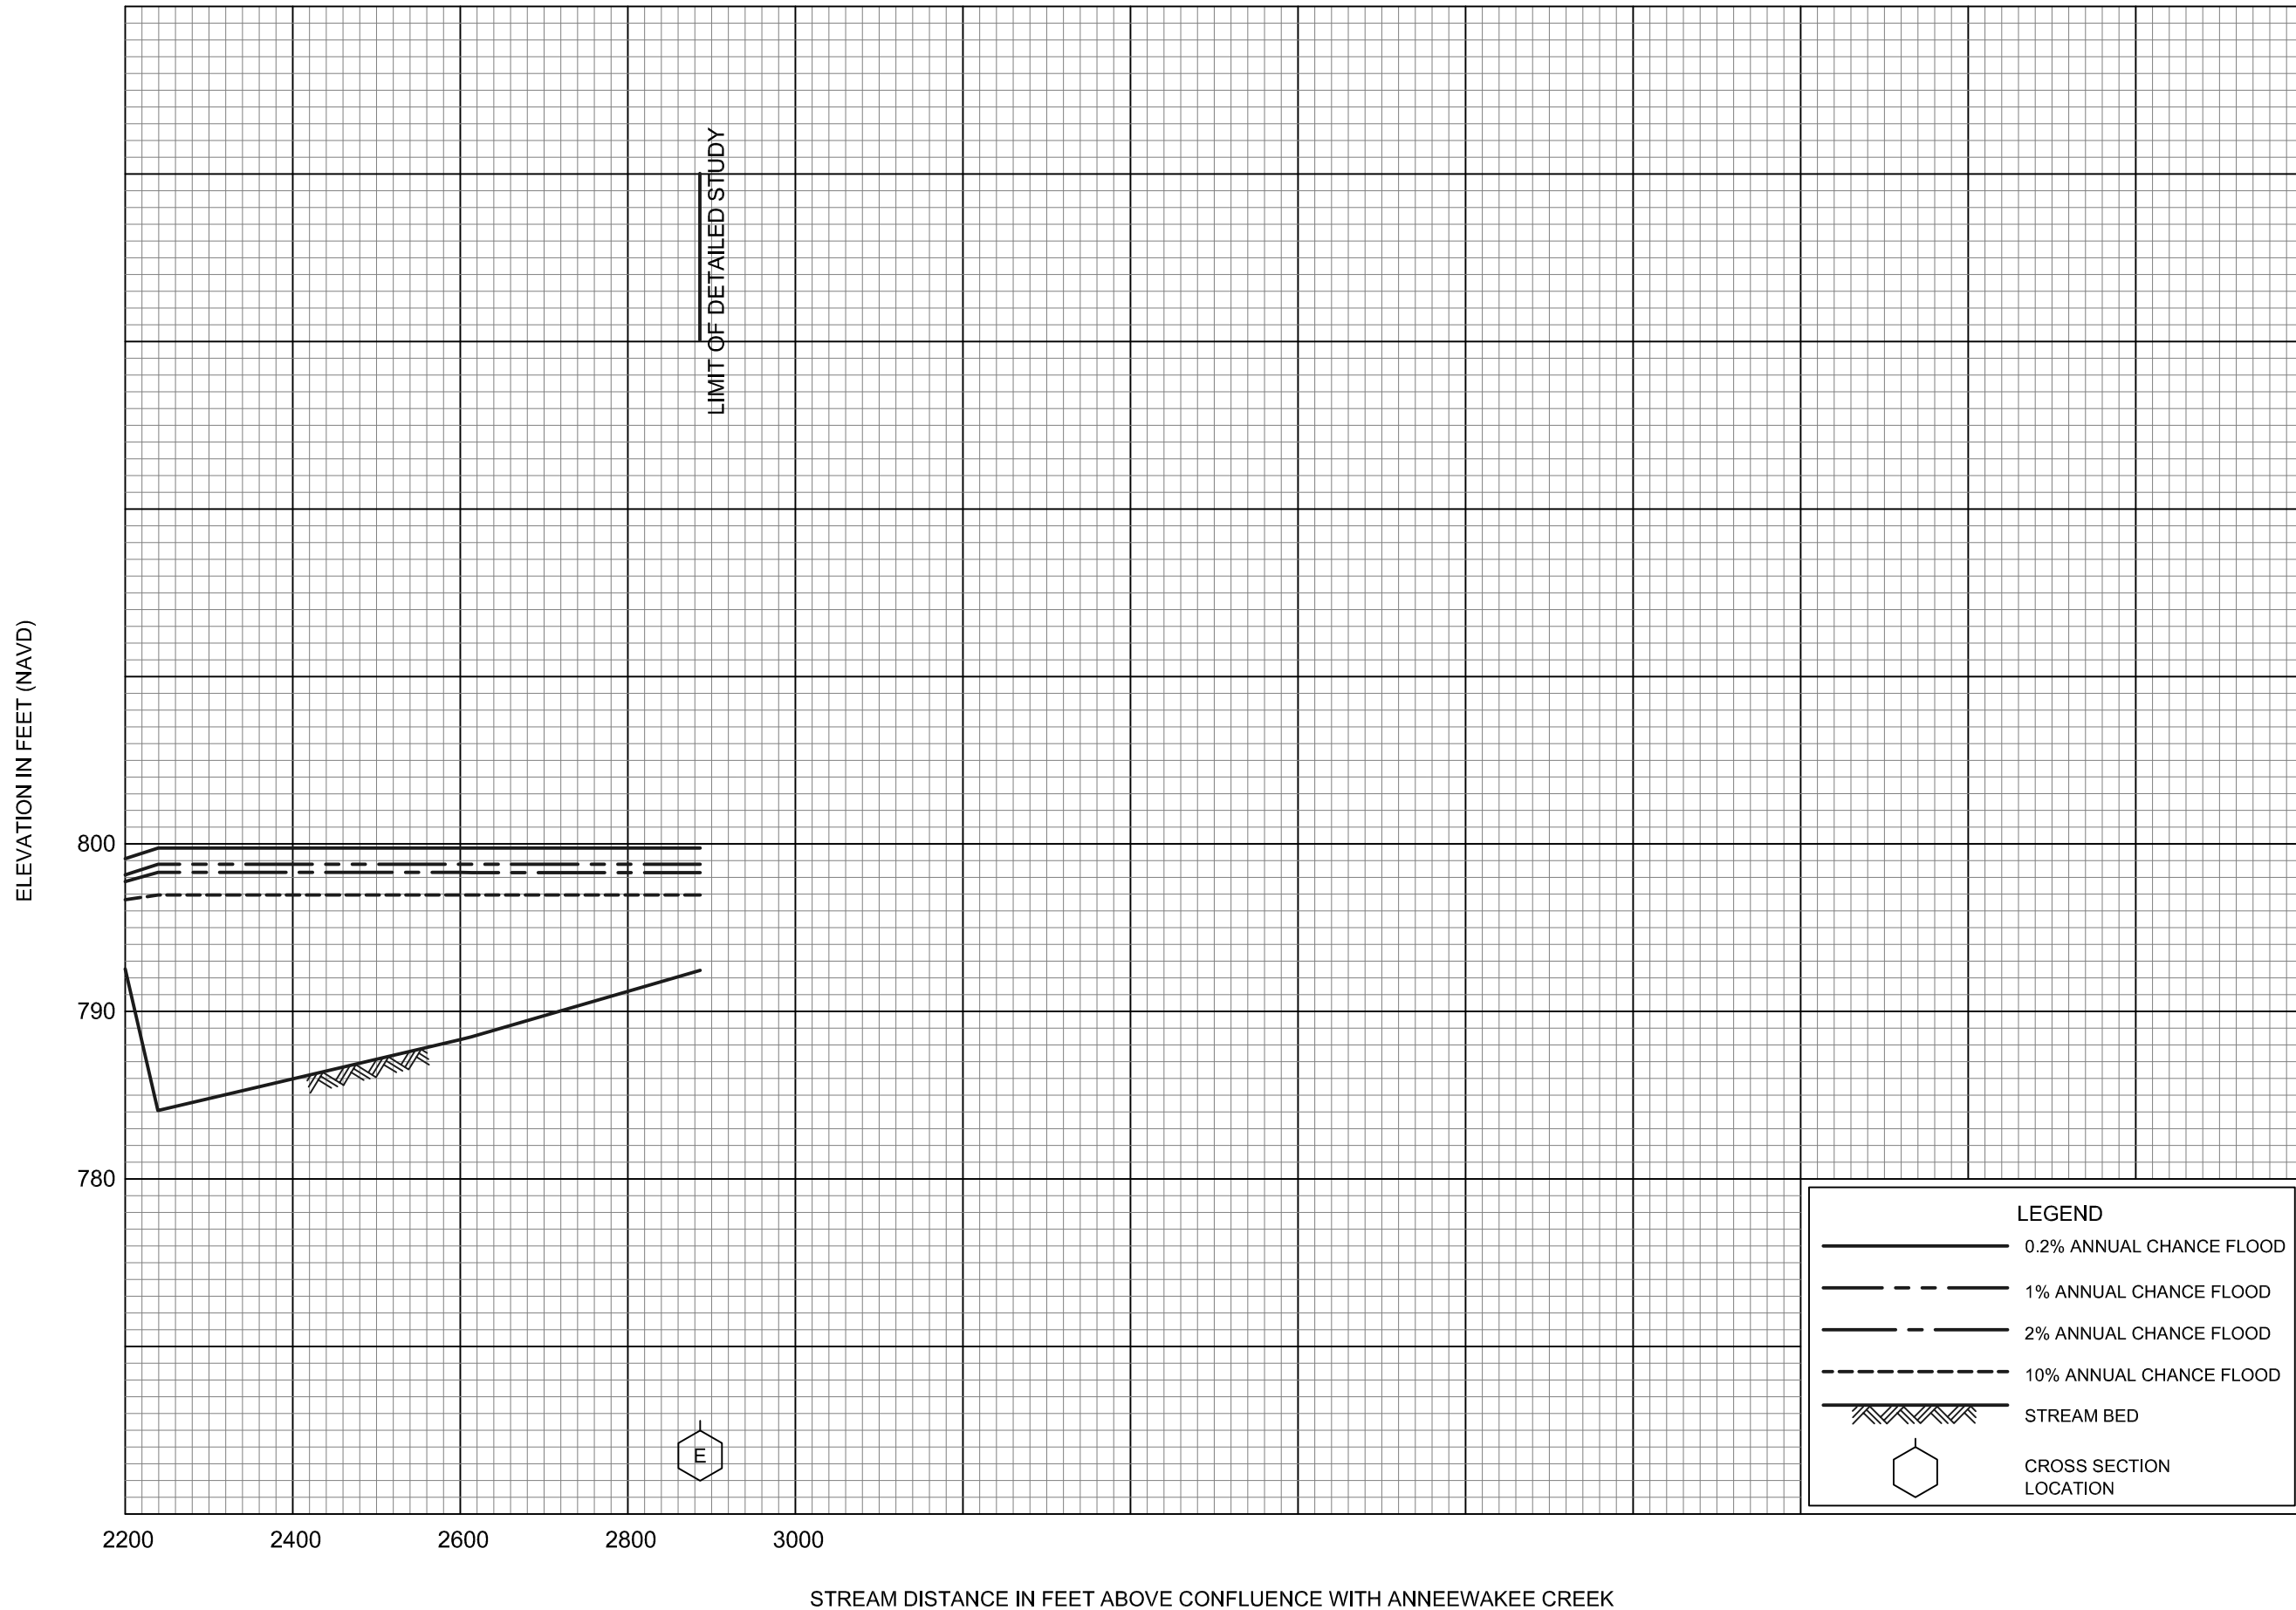 LIMIT OF DETAILED STUDY
ELEVATION IN FEET (NAVD)
800
790
780
LEGEND
0.2% ANNUAL CHANCE FLOOD
1% ANNUAL CHANCE FLOOD
2% ANNUAL CHANCE FLOOD
10% ANNUAL CHANCE FLOOD
STREAM BED
CROSS SECTION
LOCATION
E
2200 2400 2600 2800 3000
STREAM DISTANCE IN FEET ABOVE CONFLUENCE WITH ANNEEWAKEE CREEK